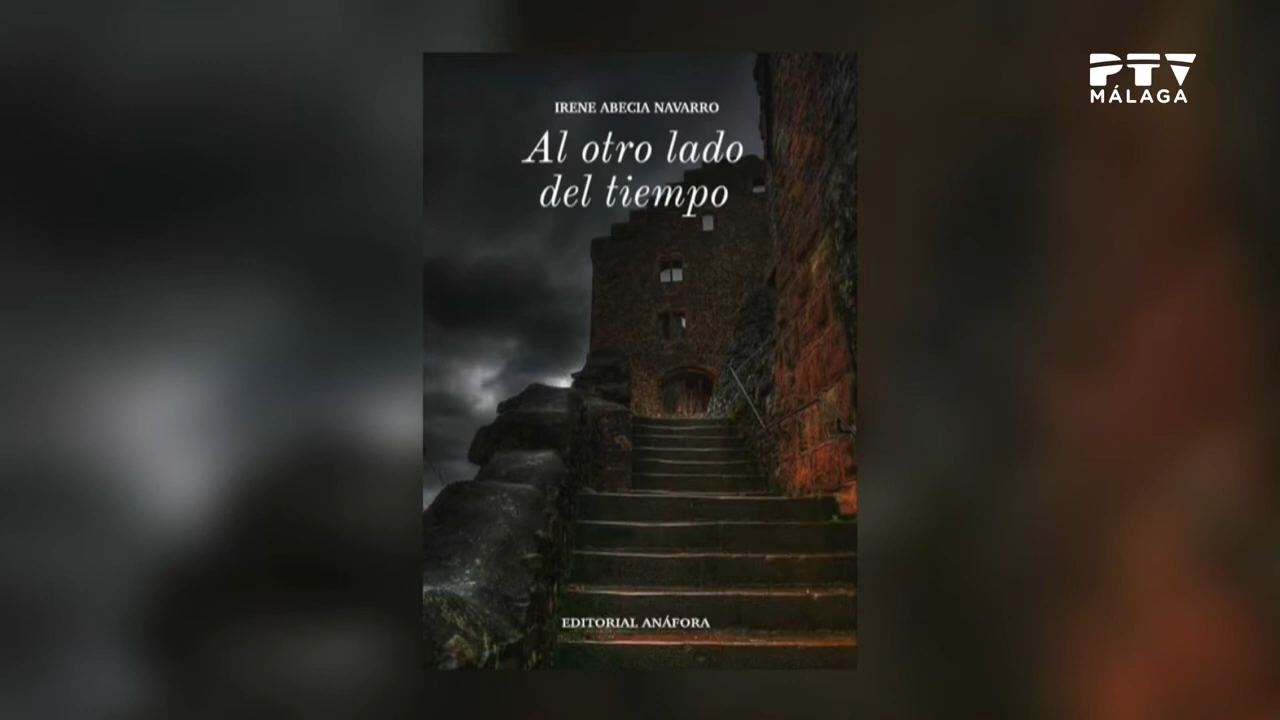 PTV
MÁLAGA
IRENE ABECIA NAVARRO
Al otro lado
del tiempo
EDITORIAL ANÁFORA